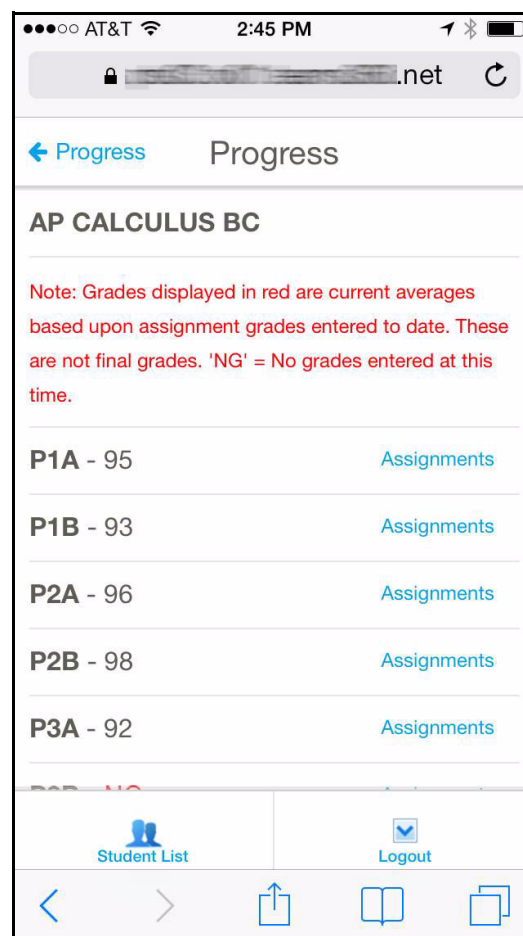 AT&T 2:45 PM
.net
Progress Progress
AP CALCULUS BC
Note: Grades displayed in red are current averages
based upon assignment grades entered to date. These
are not final grades. 'NG' = No grades entered at this
time.
P1A - 95 Assignments
P1B - 93 Assignments
P2A - 96 Assignments
P2B - 98 Assignments
P3A - 92 Assignments
Student List Logout